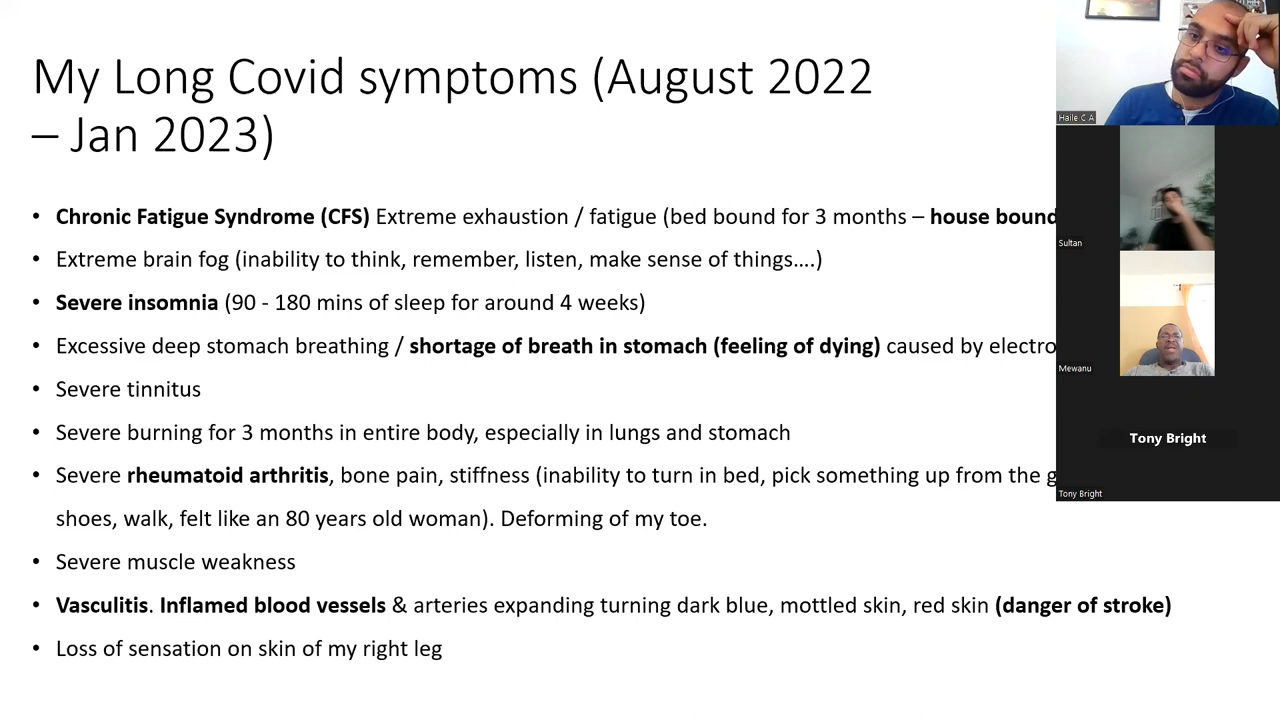 My Long Covid symptoms (August 2022
– Jan 2023)
• Chronic Fatigue Syndrome (CFS) Extreme exhaustion / fatigue (bed bound for 3 months – house bound
• Extreme brain fog (inability to think, remember, listen, make sense of things….)
• Severe insomnia (90 - 180 mins of sleep for around 4 weeks)
• Excessive deep stomach breathing / shortage of breath in stomach (feeling of dying) caused by electro
• Severe tinnitus
• Severe burning for 3 months in entire body, especially in lungs and stomach
• Severe rheumatoid arthritis, bone pain, stiffness (inability to turn in bed, pick something up from the g
shoes, walk, felt like an 80 years old woman). Deforming of my toe.
• Severe muscle weakness
• Vasculitis. Inflamed blood vessels & arteries expanding turning dark blue, mottled skin, red skin (danger of stroke)
• Loss of sensation on skin of my right leg
Haile C A
Sultan
Mewanu
Tony Bright
Tony Bright